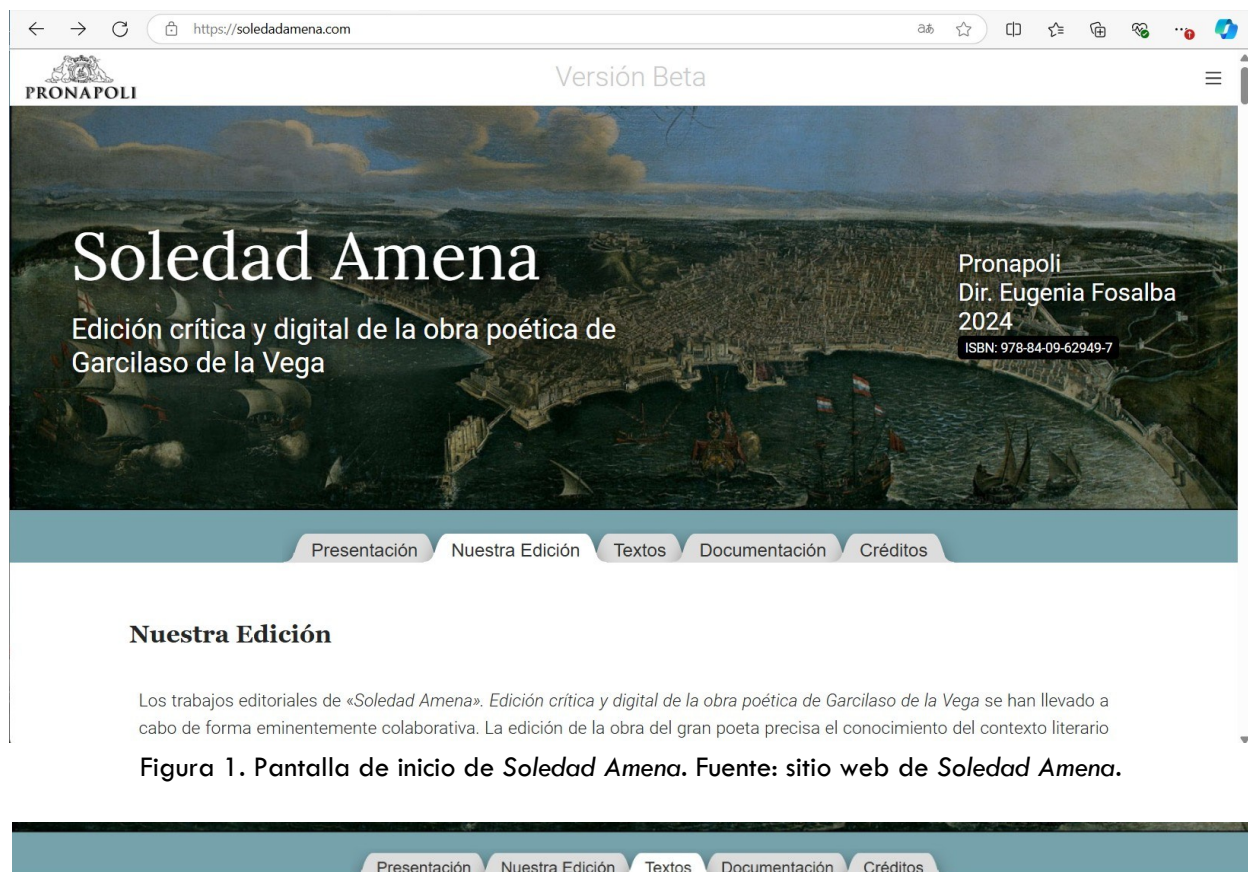 https://soledadamena.com
PRONAPOLI
Versión Beta
Soledad Amena
Edición crítica y digital de la obra poética de
Garcilaso de la Vega
Pronapoli
Dir. Eugenia Fosalba
2024
ISBN: 978-84-09-62949-7
Presentación Nuestra Edición Textos Documentación Créditos
Nuestra Edición
Los trabajos editoriales de «Soledad Amena». Edición crítica y digital de la obra poética de Garcilaso de la Vega se han llevado a
cabo de forma eminentemente colaborativa. La edición de la obra del gran poeta precisa el conocimiento del contexto literario
Figura 1. Pantalla de inicio de Soledad Amena. Fuente: sitio web de Soledad Amena.
Presentación Nuestra Edición Textos Documentación Créditos